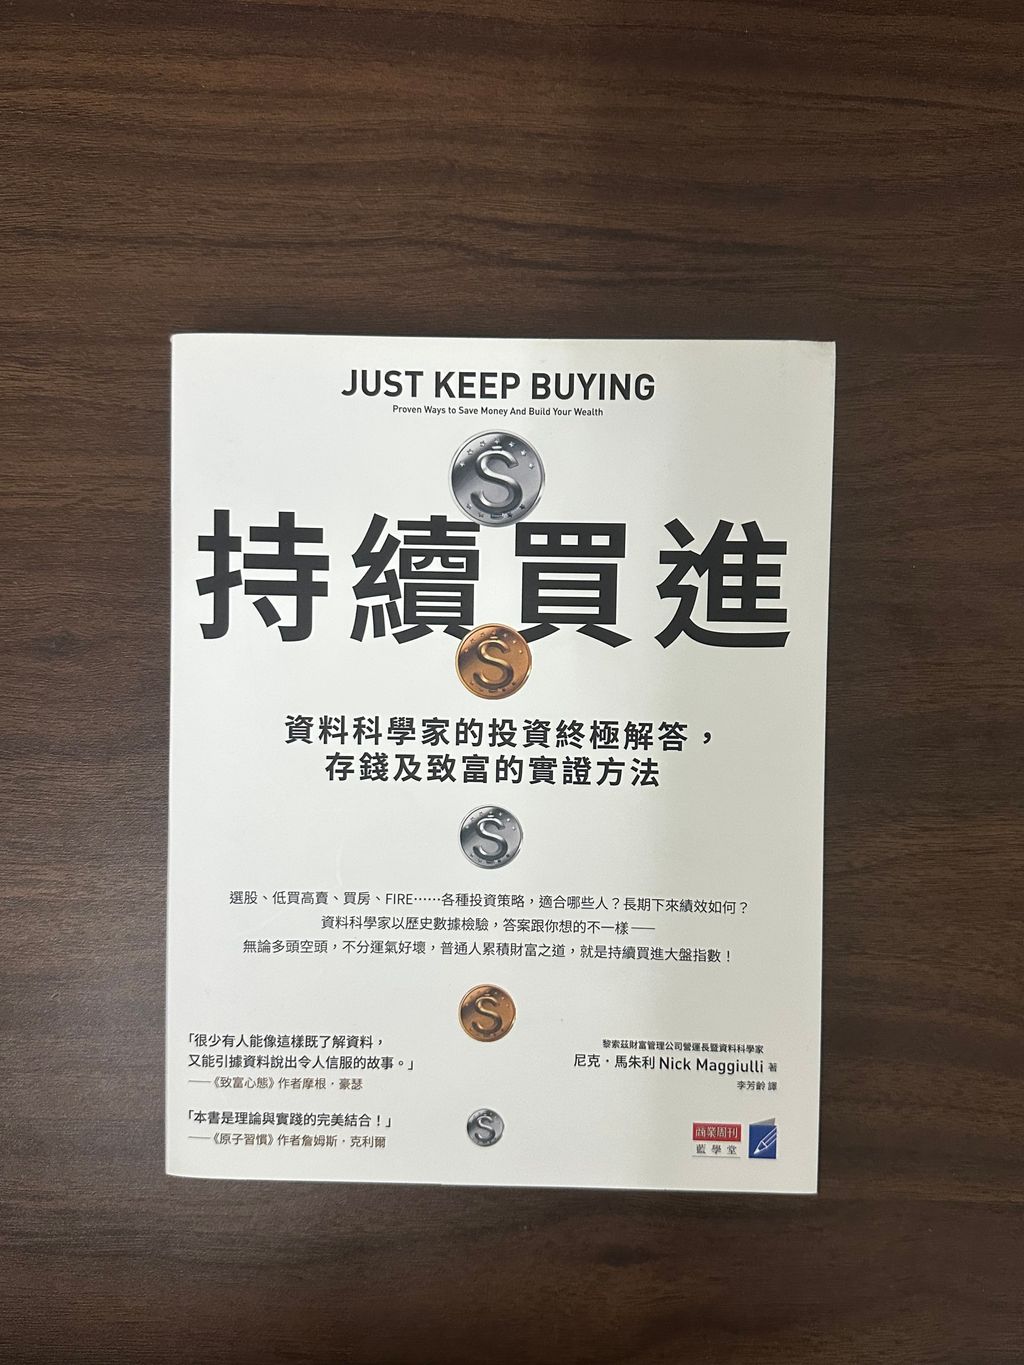 JUST KEEP BUYING
Proven Ways to Save Money And Build Your Wealth
持續買進
資料科學家的投資終極解答，
存錢及致富的實證方法
選股、低買高賣、買房、FIRE……各種投資策略，適合哪些人？長期下來績效如何？
資料科學家以歷史數據檢驗，答案跟你想的不一樣——
無論多頭空頭，不分運氣好壞，普通人累積財富之道，就是持續買進大盤指數！
「很少有人能像這樣既了解資料，
又能引據資料說出令人信服的故事。」
——《致富心態》作者摩根．豪瑟
「本書是理論與實踐的完美結合！」
——《原子習慣》作者詹姆斯．克利爾
黎索茲財富管理公司營運長暨資料科學家
尼克．馬朱利 Nick Maggiulli 著
李芳齡 譯
商業周刊
藍學堂